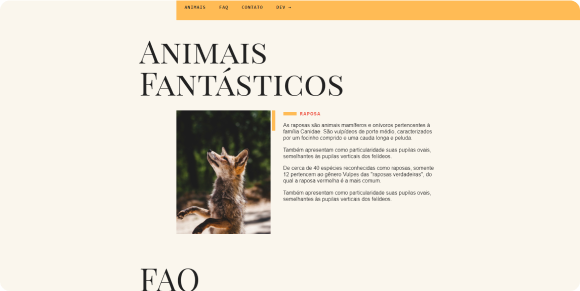 ANIMAIS FAQ CONTATO DEV →
ANIMAIS
FANTÁSTICOS
RAPOSA
As raposas são animais mamíferos e onívoros pertencentes à
família Canidae. São vulpídeos de porte médio, caracterizados
por um focinho comprido e uma cauda longa e peluda.
Também apresentam como particularidade suas pupilas ovais,
semelhantes às pupilas verticais dos felídeos.
De cerca de 40 espécies reconhecidas como raposas, somente
12 pertencem ao gênero Vulpes das "raposas verdadeiras", do
qual a raposa vermelha é a mais comum.
Também apresentam como particularidade suas pupilas ovais,
semelhantes às pupilas verticais dos felídeos.
FAQ